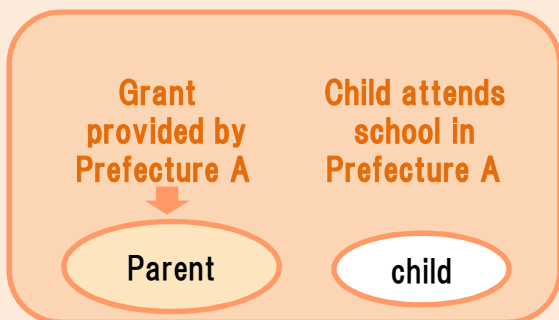 Grant
provided by
Prefecture A
Child attends
school in
Prefecture A
Parent
child